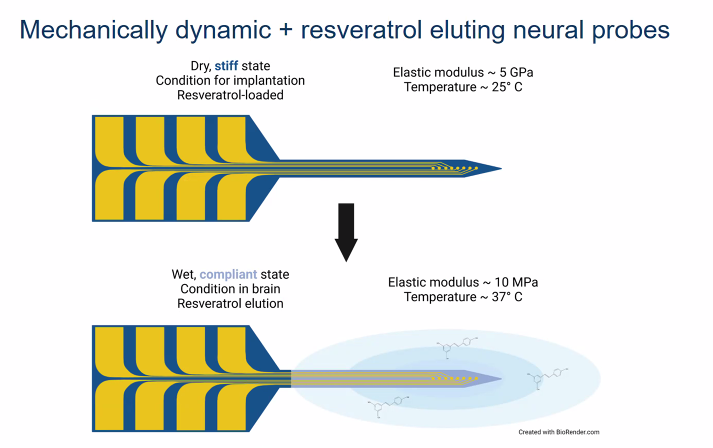 Mechanically dynamic + resveratrol eluting neural probes
Dry, stiff state
Condition for implantation
Resveratrol-loaded
Elastic modulus ~ 5 GPa
Temperature ~ 25° C
Wet, compliant state
Condition in brain
Resveratrol elution
Elastic modulus ~ 10 MPa
Temperature ~ 37° C
Created with BioRender.com